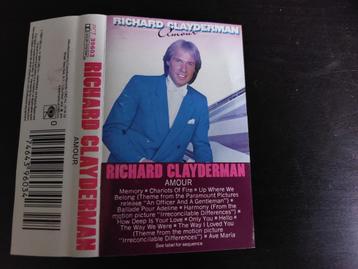 RICHARD CLAYDERMAN
Amour
RICHARD CLAYDERMAN
AMOUR
Memory • Chariots Of Fire • Up Where We
Belong (Theme from the Paramount Pictures
release "An Officer And A Gentleman") •
Ballade Pour Adeline • Harmony (From the
motion picture "Irreconcilable Differences") •
How Deep Is Your Love • Only You • Hello •
The Way We Were • The Way I Loved You
(Theme from the motion picture
"Irreconcilable Differences") • Ave Maria
See label for sequence
RICHARD CLAYDERMAN
AMOUR
39603
0 7464396034